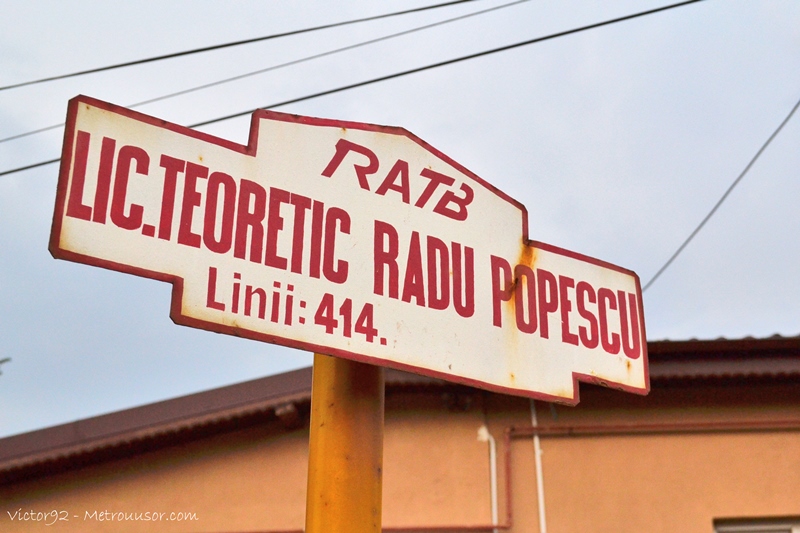 RATB
LIC.TEORETIC RADU POPESCU
Linii: 414.
Victor92 - Metrouusor.com